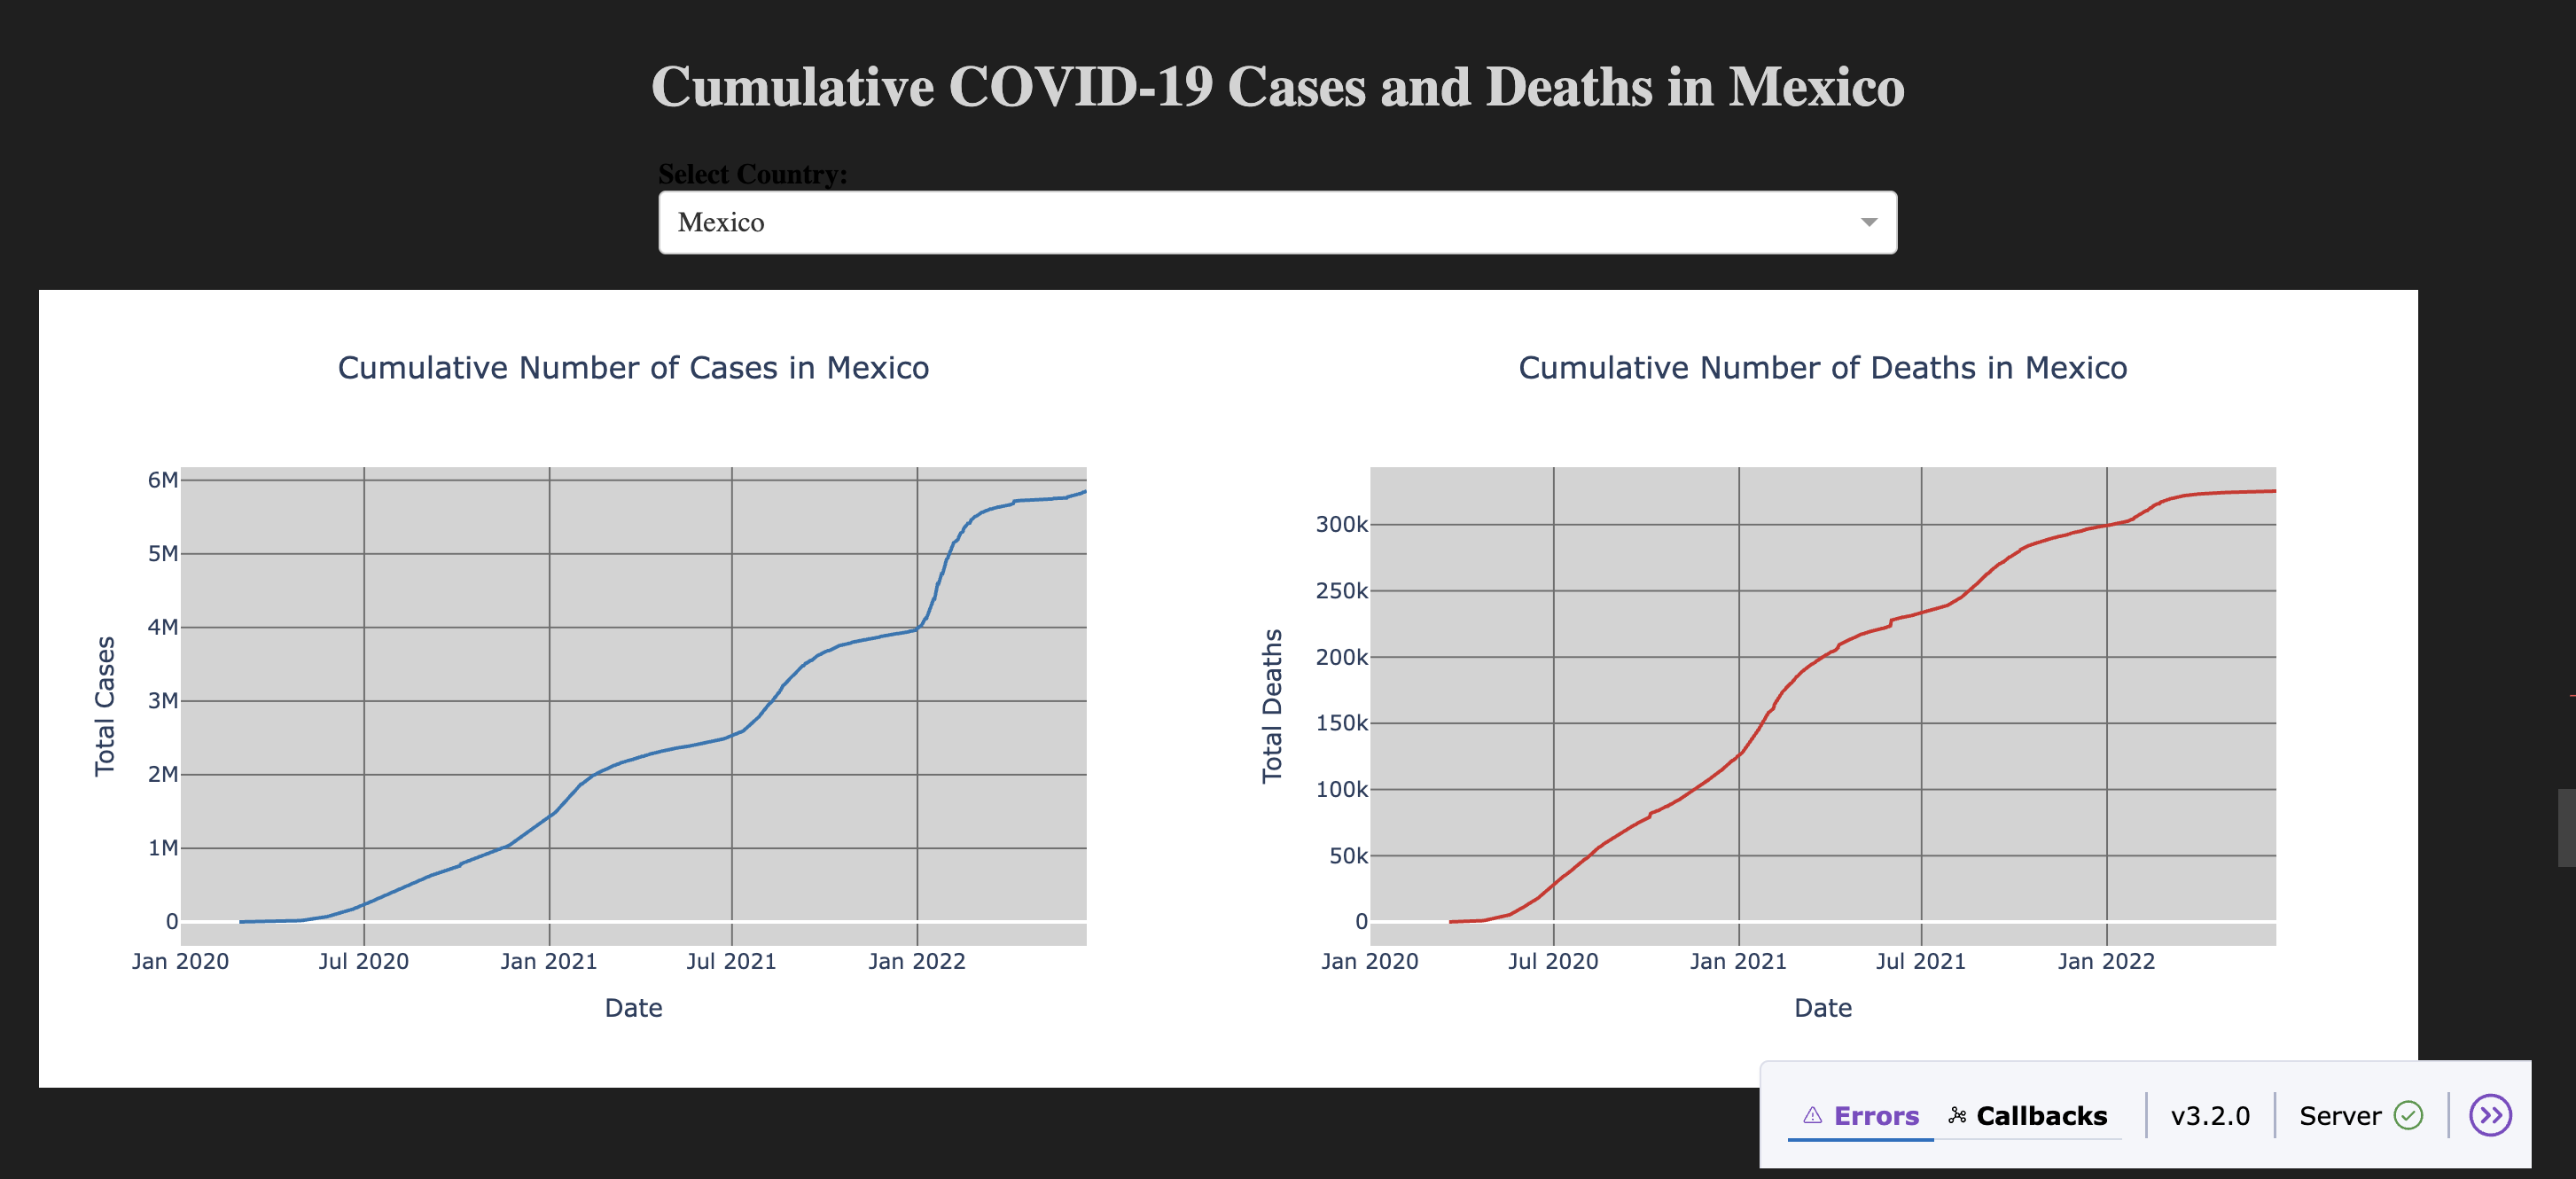 Cumulative COVID-19 Cases and Deaths in Mexico
Select Country:
Mexico
Cumulative Number of Cases in Mexico
6M
5M
4M
3M
2M
1M
0
Total Cases
Jan 2020 Jul 2020 Jan 2021 Jul 2021 Jan 2022
Date
Cumulative Number of Deaths in Mexico
300k
250k
200k
150k
100k
50k
0
Total Deaths
Jan 2020 Jul 2020 Jan 2021 Jul 2021 Jan 2022
Date
Errors Callbacks v3.2.0 Server